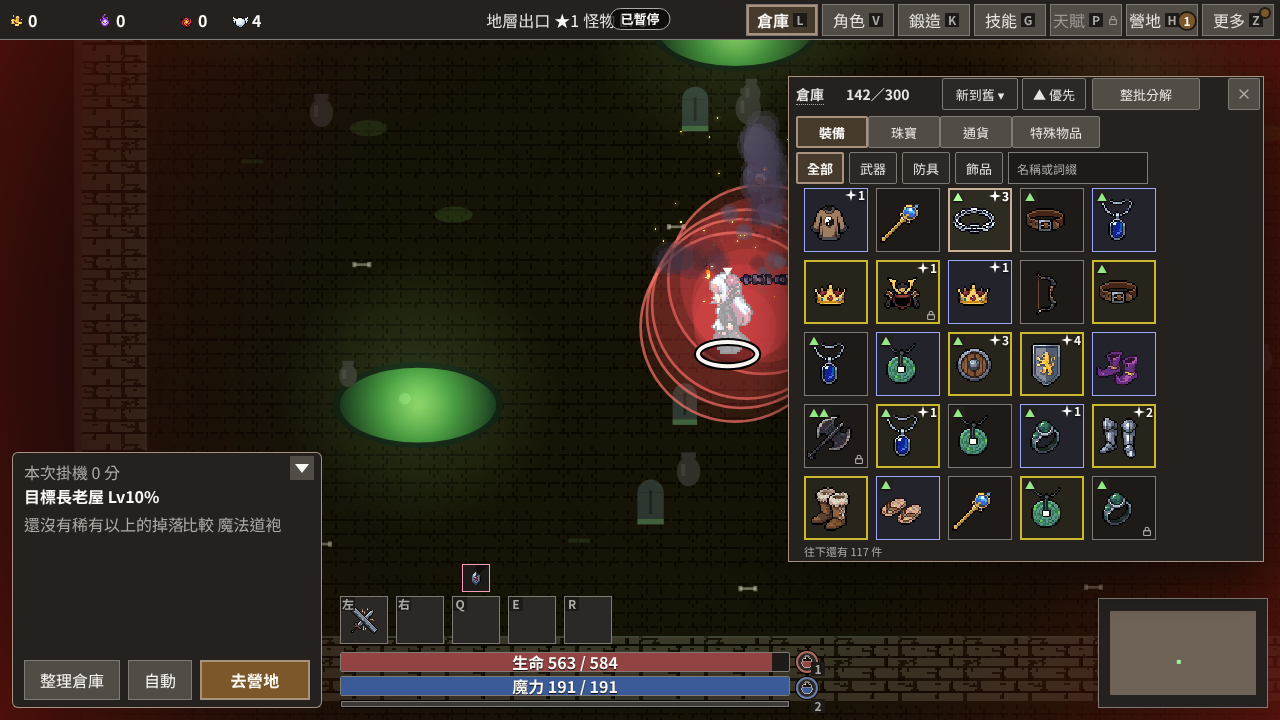 0 0 0 4
地層出口 ★1 怪物 已暫停
倉庫 L 角色 V 鍛造 K 技能 G 天賦 P 營地 H 1 更多 Z
倉庫 142／300 新到舊 ▾ ▲ 優先 整批分解 ×
裝備 珠寶 通貨 特殊物品
全部 武器 防具 飾品 名稱或詞綴
1 3
1 1
3 4
1 1 2
往下還有 117 件
本次掛機 0 分
目標長老屋 Lv10%
還沒有稀有以上的掉落比較 魔法道袍
整理倉庫 自動 去營地
左 右 Q E R
生命 563 / 584 1
魔力 191 / 191 2